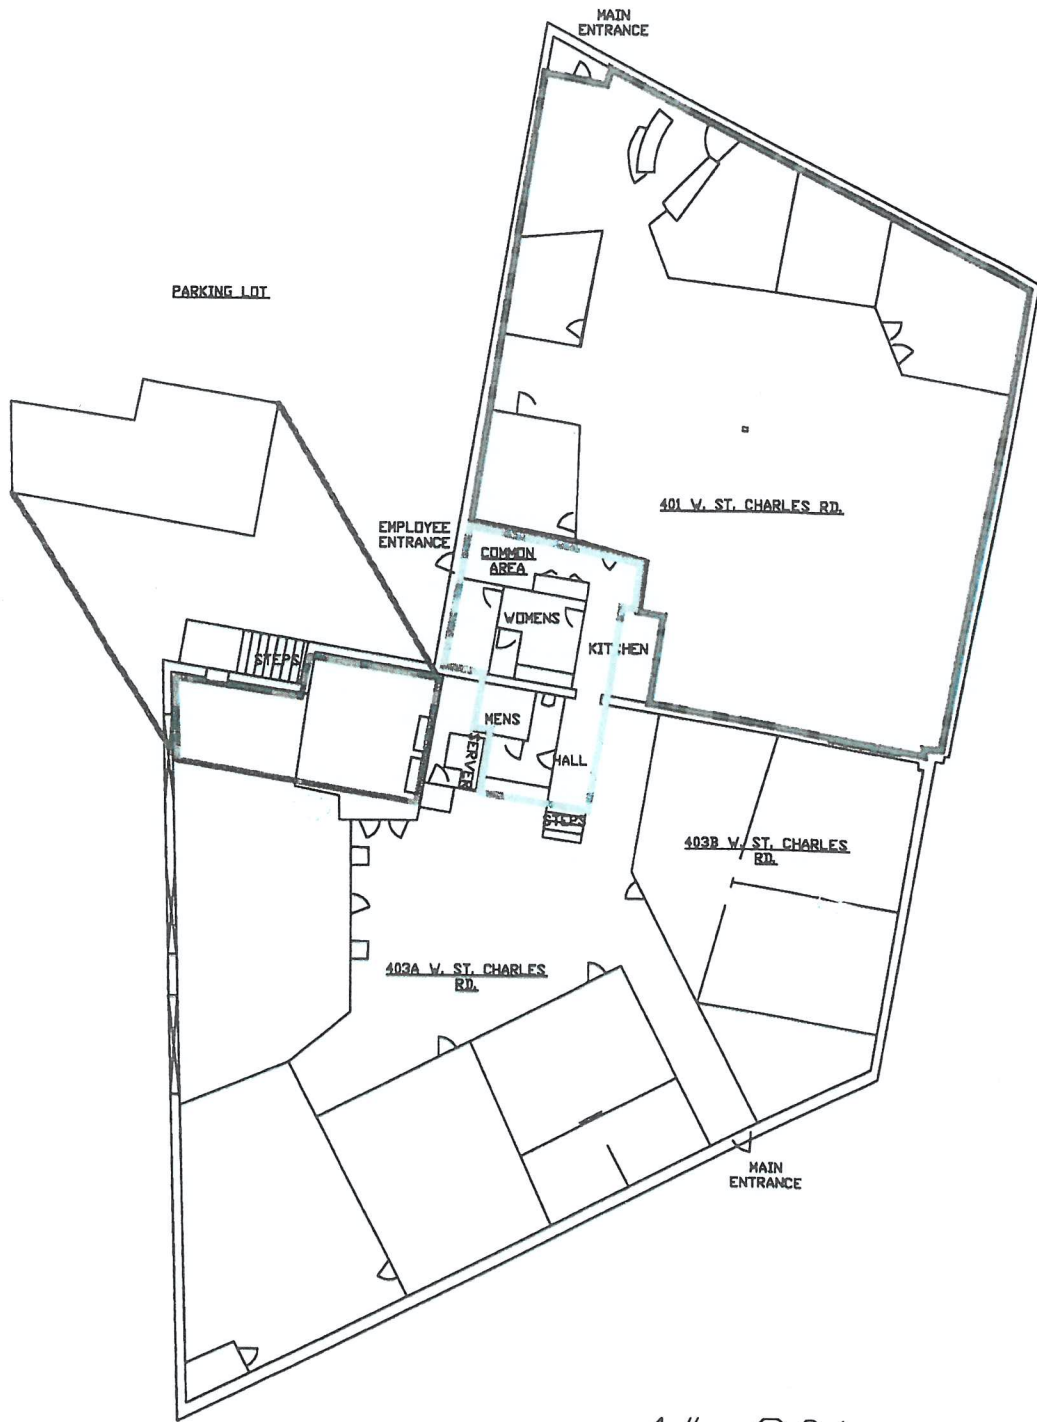 MAIN
ENTRANCE
PARKING LOT
401 W. ST. CHARLES RD.
EMPLOYEE
ENTRANCE
COMMON
AREA
WOMENS
KITCHEN
STEPS
MENS
SERVER
HALL
STEPS
403B W. ST. CHARLES
RD.
403A W. ST. CHARLES
RD.
MAIN
ENTRANCE